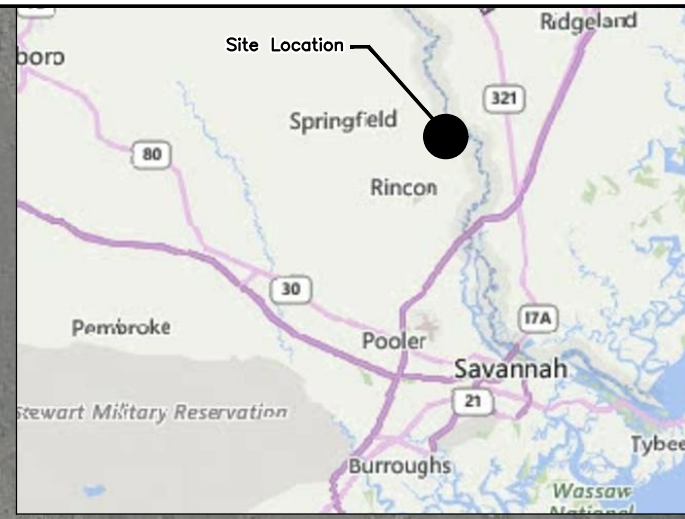 Ridgeland
boro
Site Location
321
Springfield
80
Rincon
30
17A
Pembroke
Pooler
Savannah
21
Stewart Military Reservation
Tybee
Burroughs
Wassaw
National